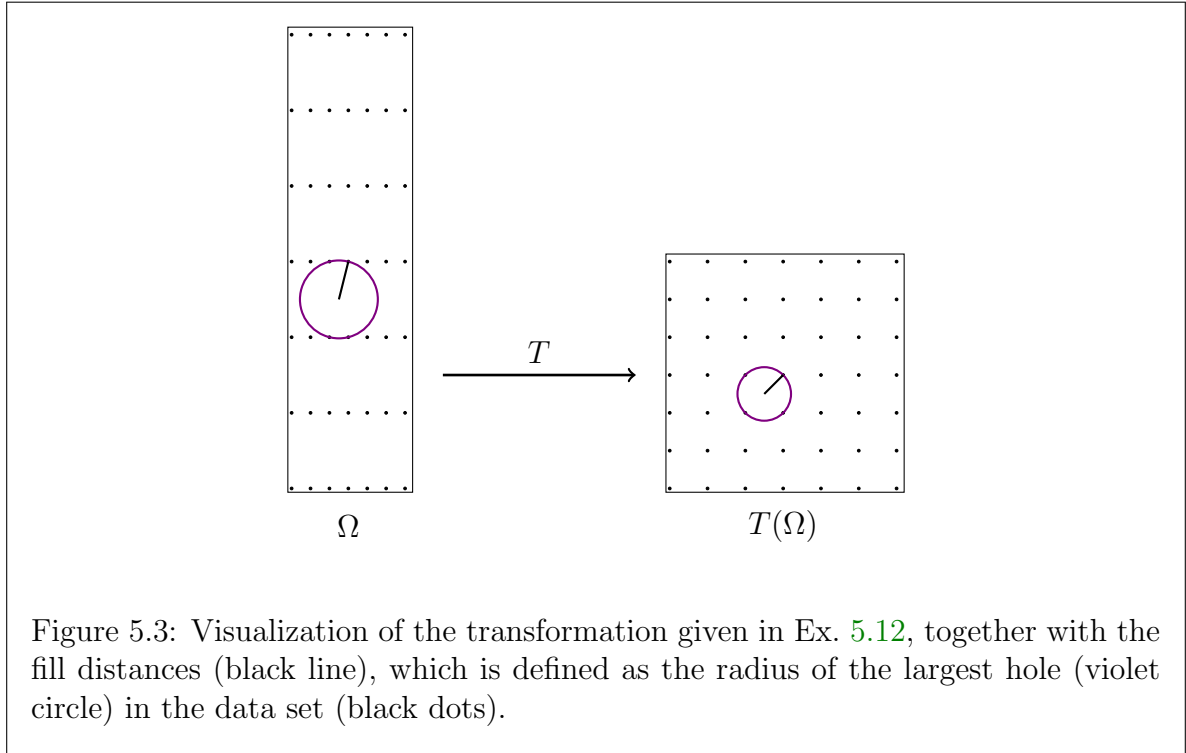 T
Ω
T(Ω)
Figure 5.3: Visualization of the transformation given in Ex. 5.12, together with the
fill distances (black line), which is defined as the radius of the largest hole (violet
circle) in the data set (black dots).